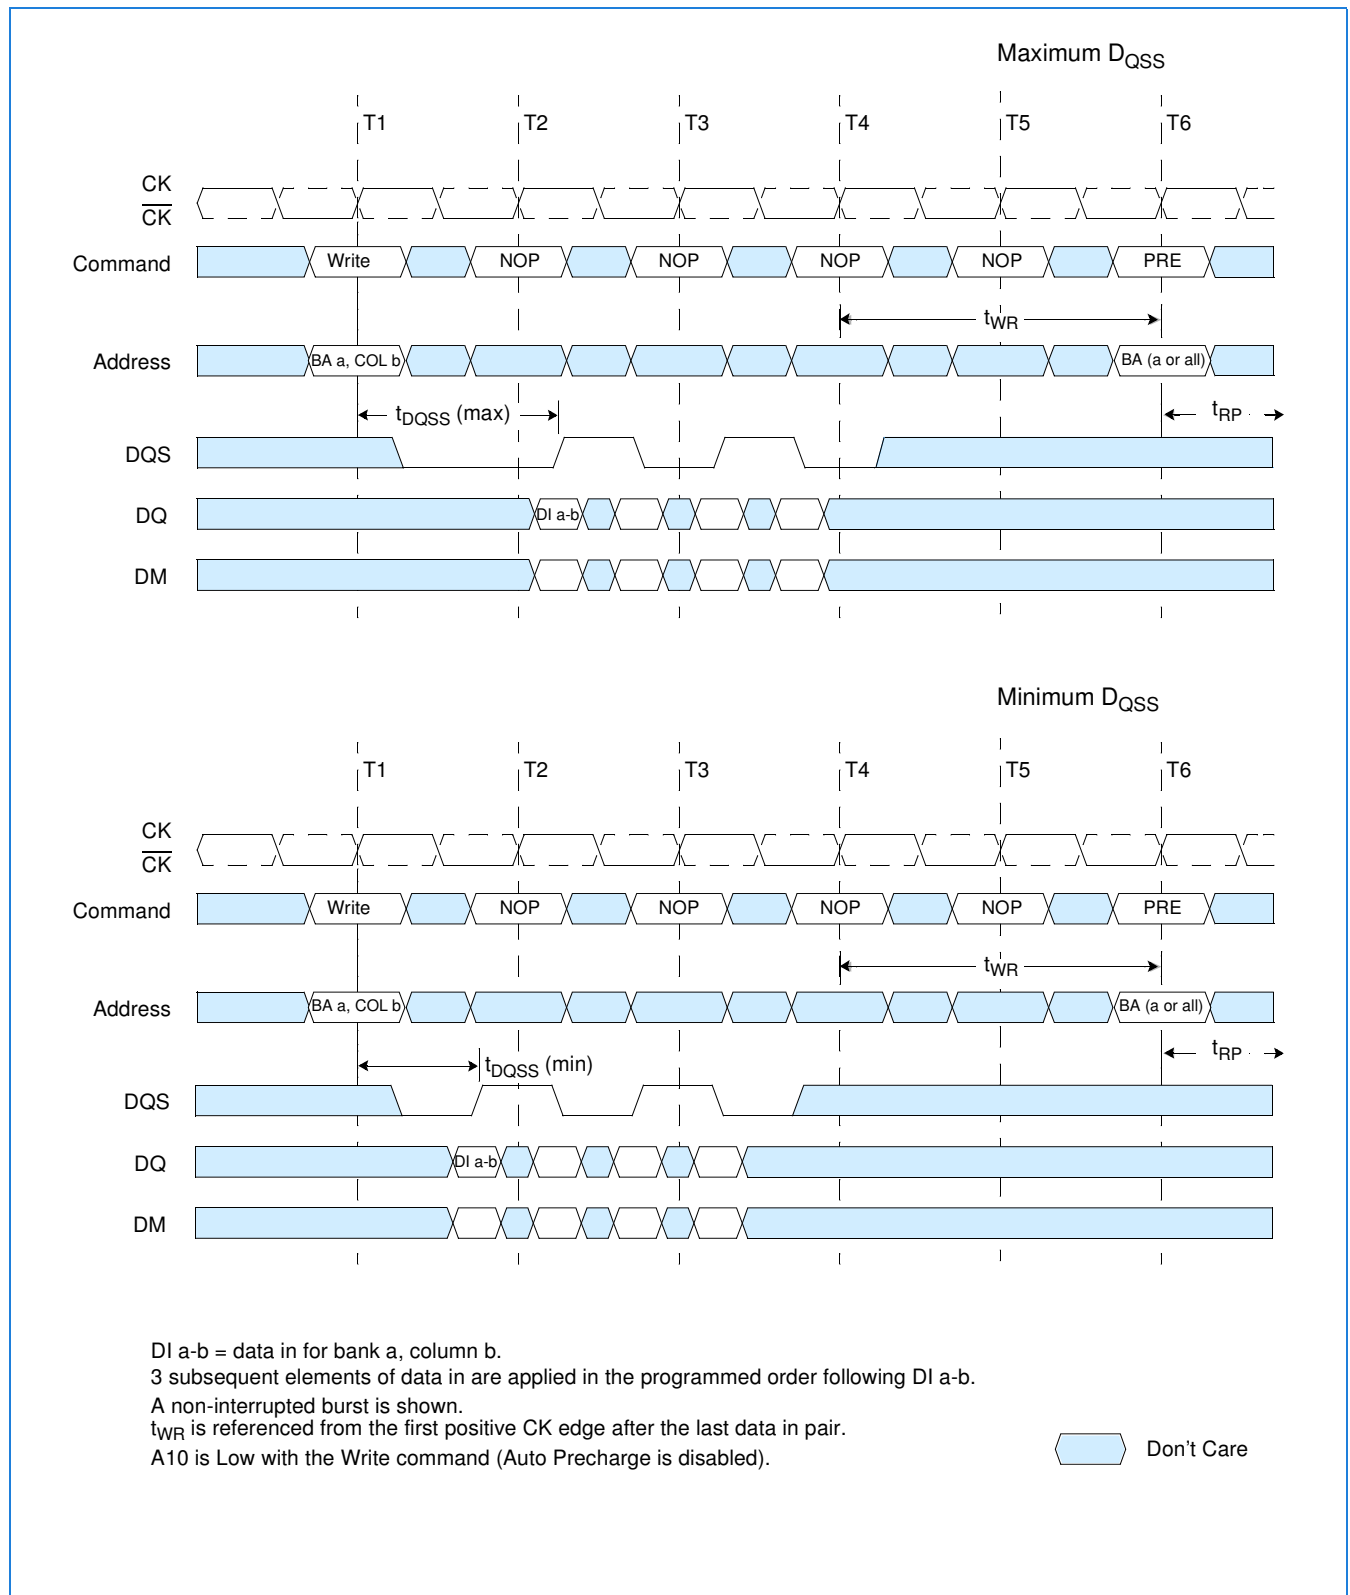 Maximum DQSS
T1 T2 T3 T4 T5 T6
CK
CK
Command Write NOP NOP NOP NOP PRE
tWR
Address BA a, COL b BA (a or all)
tDQSS (max) tRP
DQS
DQ DI a-b
DM
Minimum DQSS
T1 T2 T3 T4 T5 T6
CK
CK
Command Write NOP NOP NOP NOP PRE
tWR
Address BA a, COL b BA (a or all)
tDQSS (min) tRP
DQS
DQ DI a-b
DM
DI a-b = data in for bank a, column b.
3 subsequent elements of data in are applied in the programmed order following DI a-b.
A non-interrupted burst is shown.
tWR is referenced from the first positive CK edge after the last data in pair.
A10 is Low with the Write command (Auto Precharge is disabled).
Don't Care